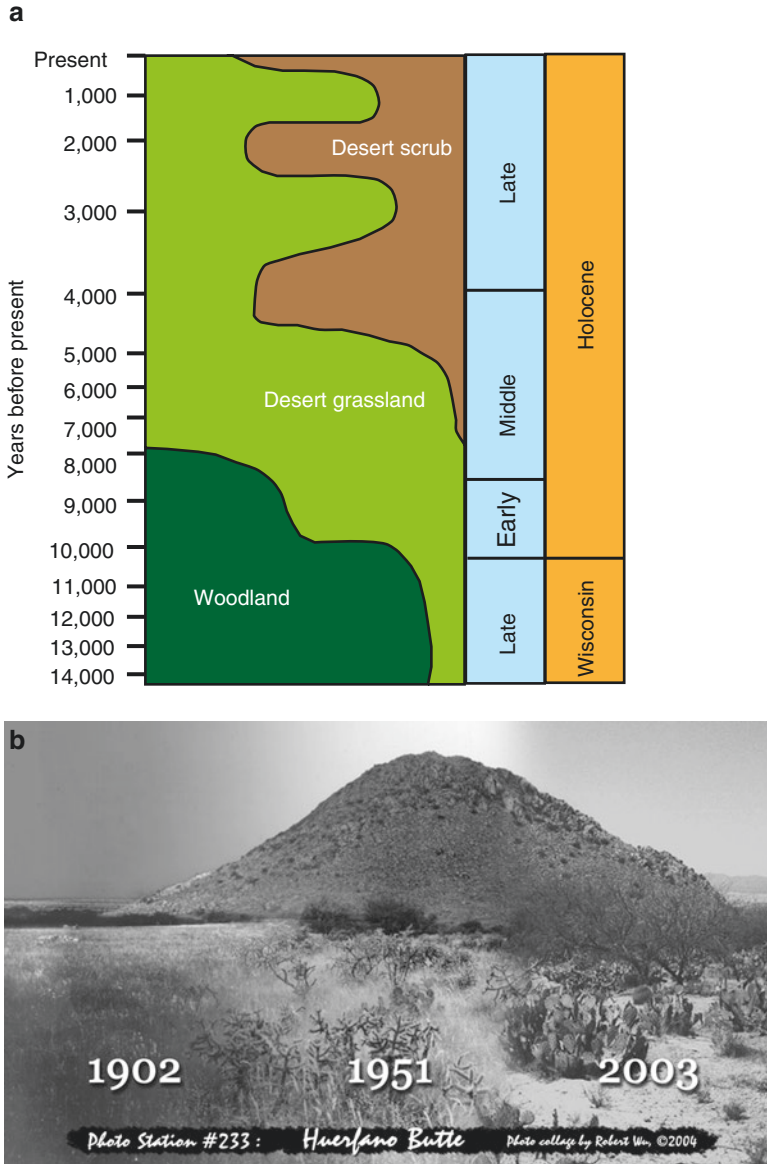 a
Present
1,000
2,000
3,000
4,000
5,000
6,000
7,000
8,000
9,000
10,000
11,000
12,000
13,000
14,000
Years before present
Desert scrub
Desert grassland
Woodland
Late
Middle
Early
Late
Holocene
Wisconsin
b
1902 1951 2003
Photo Station #233 : Huerfano Butte Photo collage by Robert Wu, ©2004